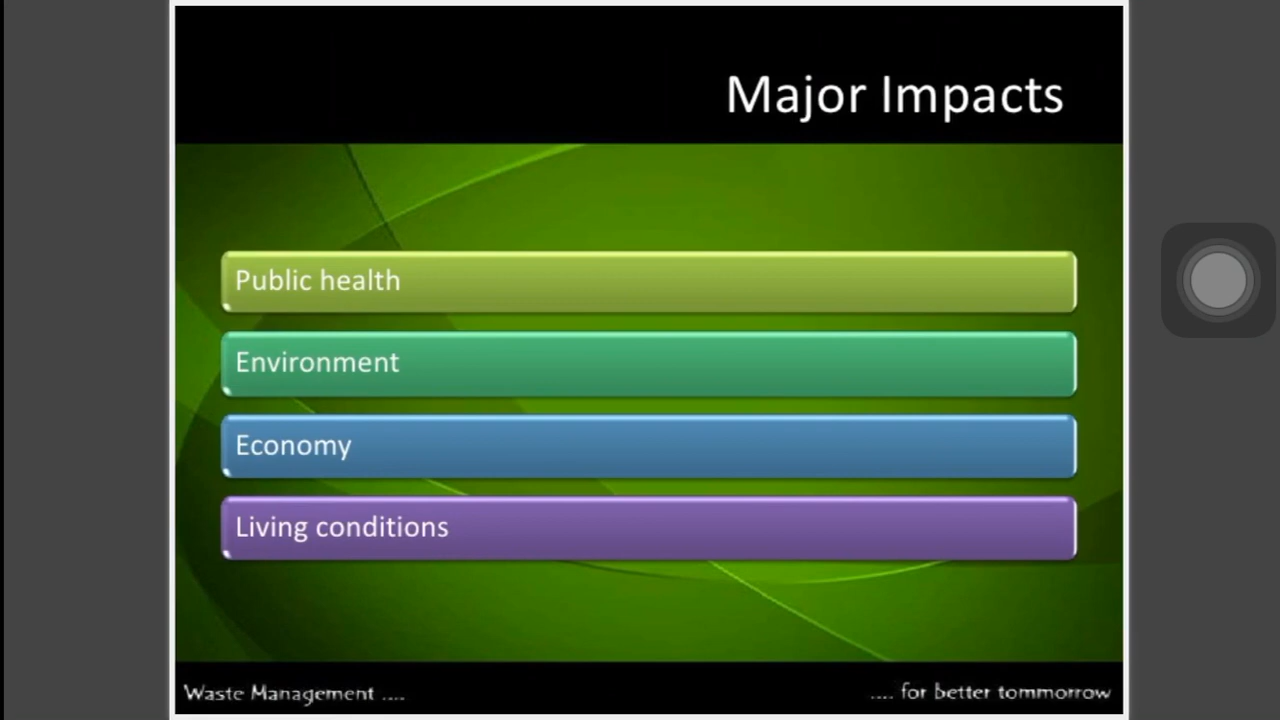 Major Impacts
Public health
Environment
Economy
Living conditions
Waste Management ....
.... for better tommorrow